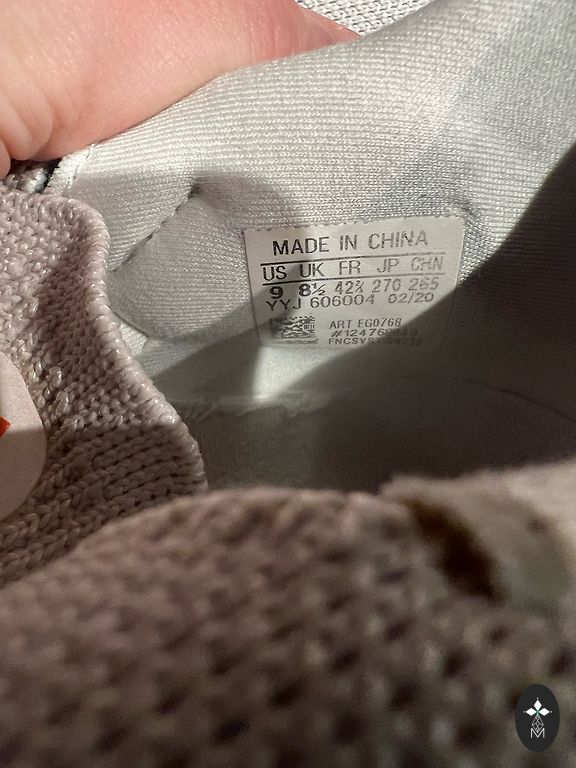 MADE IN CHINA
US UK FR JP CHN
9 8½ 42⅔ 270 265
YYJ 606004 02/20
ART EG0768
M